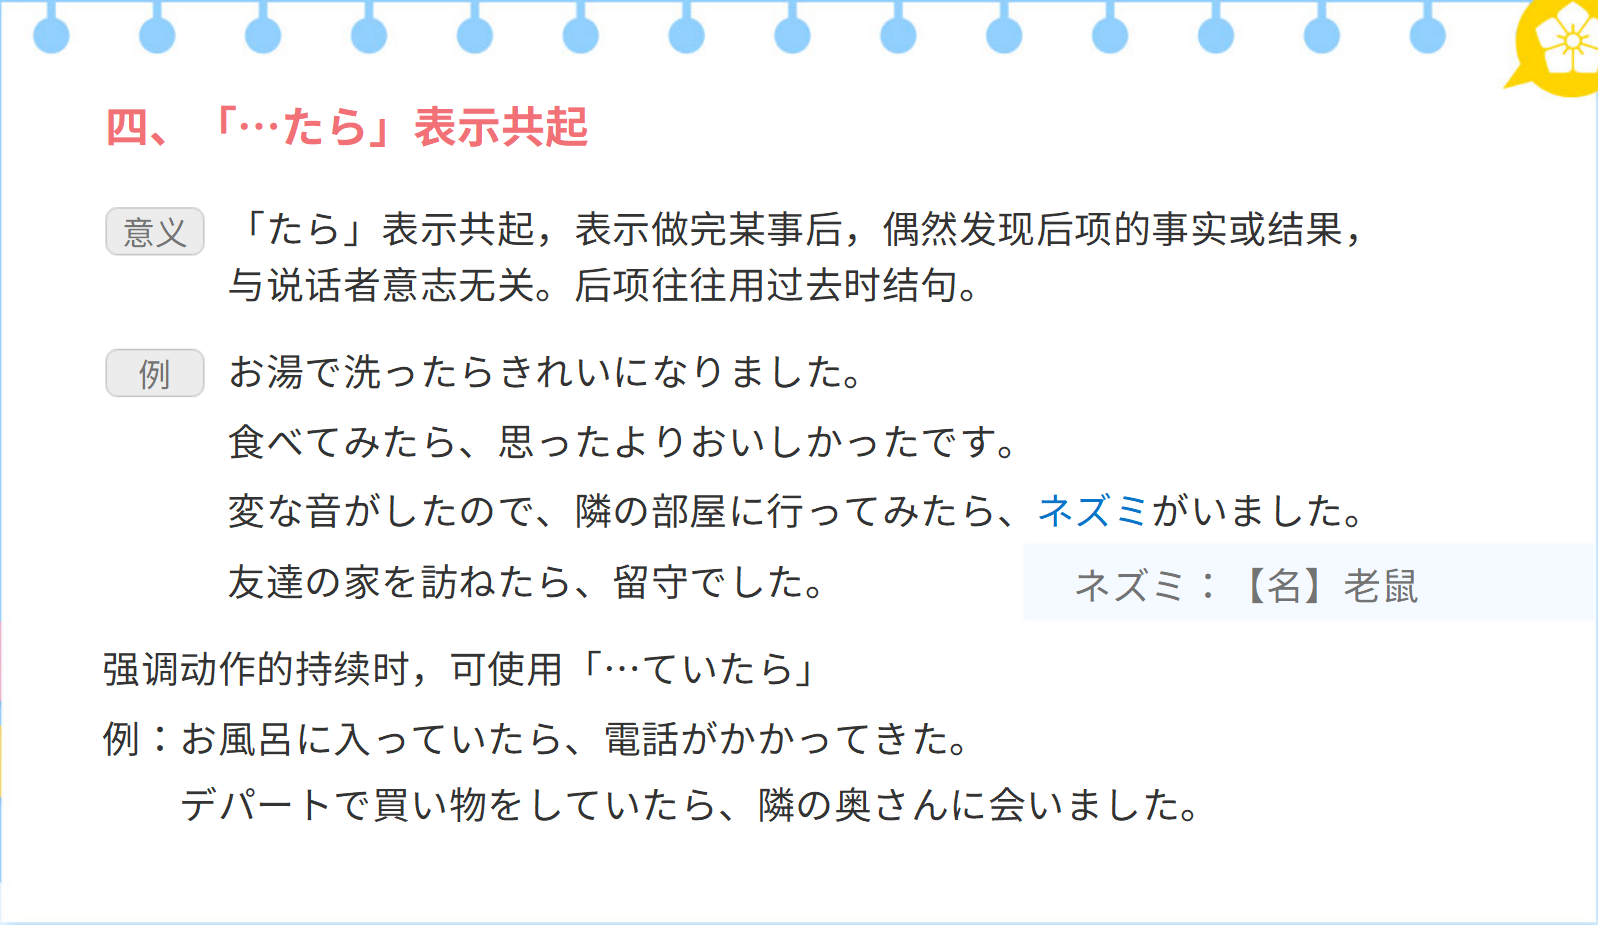 四、「…たら」表示共起
意义 「たら」表示共起，表示做完某事后，偶然发现后项的事实或结果，
与说话者意志无关。后项往往用过去时结句。
例 お湯で洗ったらきれいになりました。
食べてみたら、思ったよりおいしかったです。
変な音がしたので、隣の部屋に行ってみたら、ネズミがいました。
友達の家を訪ねたら、留守でした。
ネズミ：【名】老鼠
强调动作的持续时，可使用「…ていたら」
例：お風呂に入っていたら、電話がかかってきた。
デパートで買い物をしていたら、隣の奥さんに会いました。